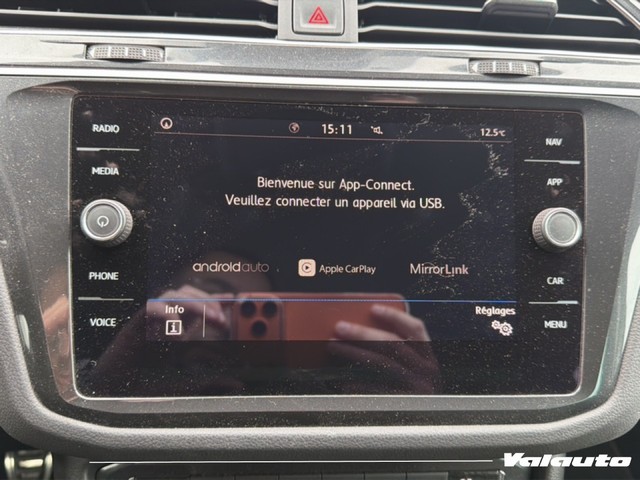 15:11
12.5°C
RADIO
NAV
MEDIA
APP
Bienvenue sur App-Connect.
Veuillez connecter un appareil via USB.
androidauto
Apple CarPlay
MirrorLink
PHONE
CAR
Info
Réglages
VOICE
MENU
Valauto